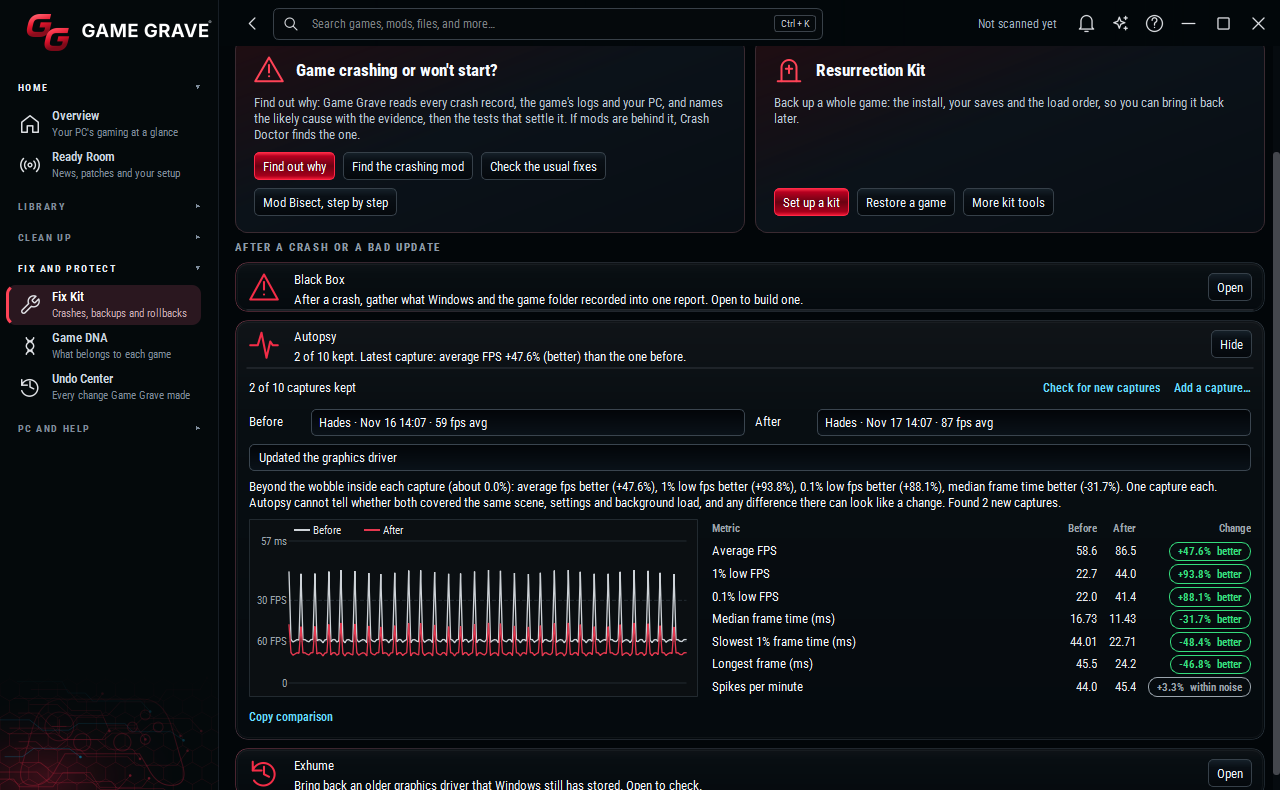 GAME GRAVE
Search games, mods, files, and more...
Ctrl + K
Not scanned yet
HOME
Overview
Your PC's gaming at a glance
Ready Room
News, patches and your setup
LIBRARY
CLEAN UP
FIX AND PROTECT
Fix Kit
Crashes, backups and rollbacks
Game DNA
What belongs to each game
Undo Center
Every change Game Grave made
PC AND HELP
Game crashing or won't start?
Find out why: Game Grave reads every crash record, the game's logs and your PC, and names
the likely cause with the evidence, then the tests that settle it. If mods are behind it, Crash
Doctor finds the one.
Find out why
Find the crashing mod
Check the usual fixes
Mod Bisect, step by step
Resurrection Kit
Back up a whole game: the install, your saves and the load order, so you can bring it back
later.
Set up a kit
Restore a game
More kit tools
AFTER A CRASH OR A BAD UPDATE
Black Box
After a crash, gather what Windows and the game folder recorded into one report. Open to build one.
Open
Autopsy
2 of 10 kept. Latest capture: average FPS +47.6% (better) than the one before.
Hide
2 of 10 captures kept
Check for new captures
Add a capture...
Before
Hades · Nov 16 14:07 · 59 fps avg
After
Hades · Nov 17 14:07 · 87 fps avg
Updated the graphics driver
Beyond the wobble inside each capture (about 0.0%): average fps better (+47.6%), 1% low fps better (+93.8%), 0.1% low fps better (+88.1%), median frame time better (-31.7%). One capture each.
Autopsy cannot tell whether both covered the same scene, settings and background load, and any difference there can look like a change. Found 2 new captures.
Before
After
57 ms
30 FPS
60 FPS
0
Metric Before After Change
Average FPS 58.6 86.5 +47.6% better
1% low FPS 22.7 44.0 +93.8% better
0.1% low FPS 22.0 41.4 +88.1% better
Median frame time (ms) 16.73 11.43 -31.7% better
Slowest 1% frame time (ms) 44.01 22.71 -48.4% better
Longest frame (ms) 45.5 24.2 -46.8% better
Spikes per minute 44.0 45.4 +3.3% within noise
Copy comparison
Exhume
Bring back an older graphics driver that Windows still has stored. Open to check.
Open